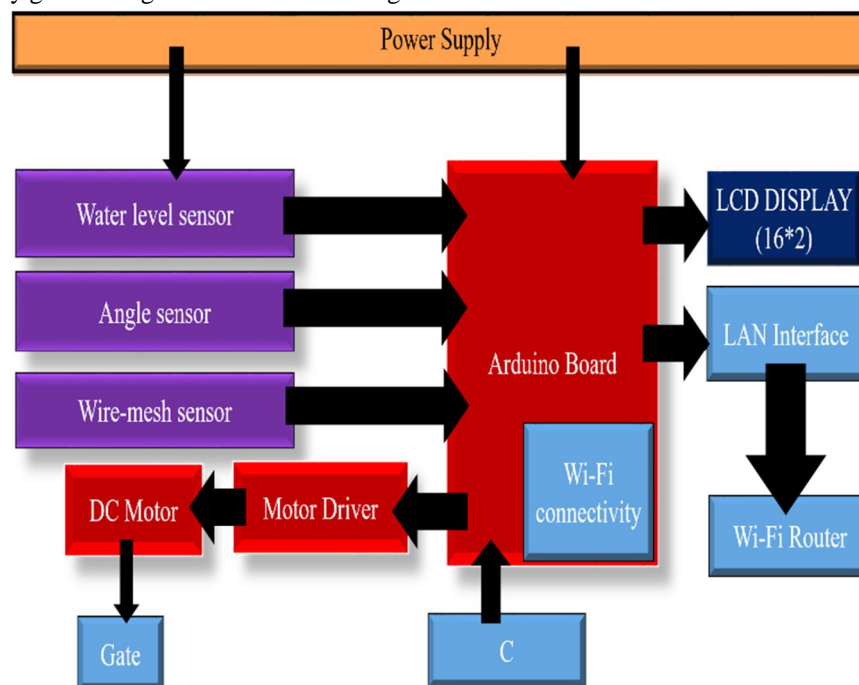 Power Supply
Water level sensor
Angle sensor
Wire-mesh sensor
Arduino Board
Wi-Fi
connectivity
LCD DISPLAY
(16*2)
LAN Interface
Wi-Fi Router
DC Motor
Motor Driver
Gate
C